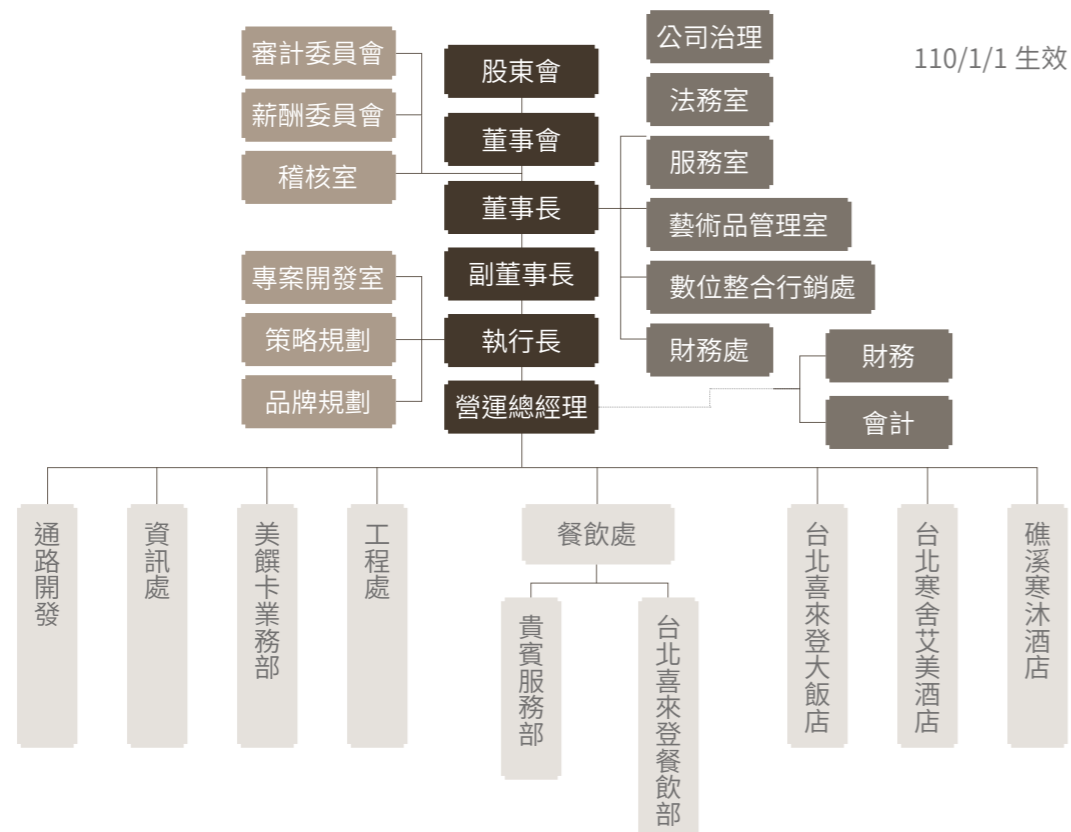 110/1/1 生效
股東會
董事會
董事長
副董事長
執行長
營運總經理
審計委員會
薪酬委員會
稽核室
專案開發室
策略規劃
品牌規劃
公司治理
法務室
服務室
藝術品管理室
數位整合行銷處
財務處
財務
會計
通路開發
資訊處
美饌卡業務部
工程處
餐飲處
貴賓服務部
台北喜來登餐飲部
台北喜來登大飯店
台北寒舍艾美酒店
礁溪寒沐酒店